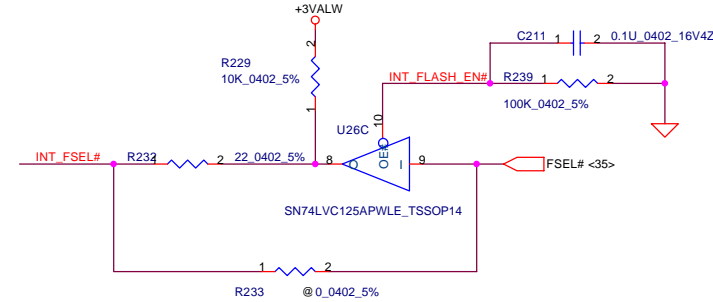 +3VALW
C211
1
2
0.1U_0402_16V4Z
R229
10K_0402_5%
2
1
INT_FLASH_EN#
R239
1
2
100K_0402_5%
10
U26C
OE#
INT_FSEL#
R232
1
2
22_0402_5%
8
O
I
9
FSEL# <35>
SN74LVC125APWLE_TSSOP14
1
2
R233
@0_0402_5%